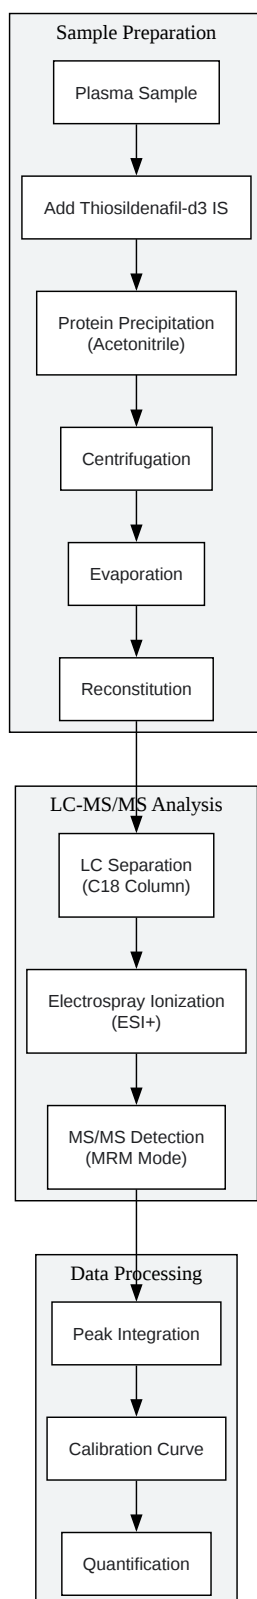 Sample Preparation
Plasma Sample
Add Thiosildenafil-d3 IS
Protein Precipitation
(Acetonitrile)
Centrifugation
Evaporation
Reconstitution
LC-MS/MS Analysis
LC Separation
(C18 Column)
Electrospray Ionization
(ESI+)
MS/MS Detection
(MRM Mode)
Data Processing
Peak Integration
Calibration Curve
Quantification